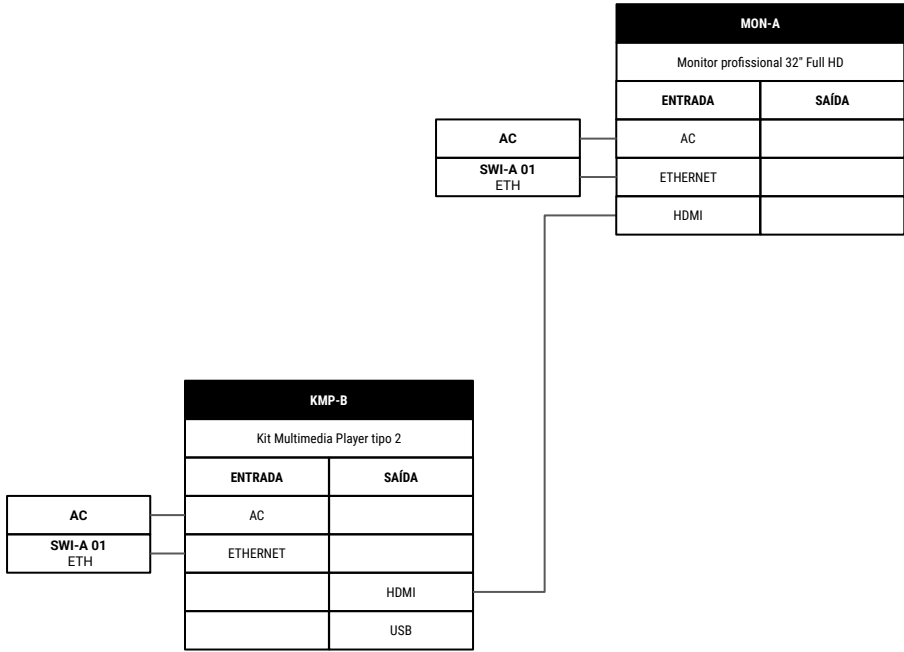 MON-A
Monitor profissional 32" Full HD
ENTRADA SAÍDA
AC AC
SWI-A 01
ETH
ETHERNET
HDMI
KMP-B
Kit Multimedia Player tipo 2
ENTRADA SAÍDA
AC AC
SWI-A 01
ETH
ETHERNET
HDMI
USB